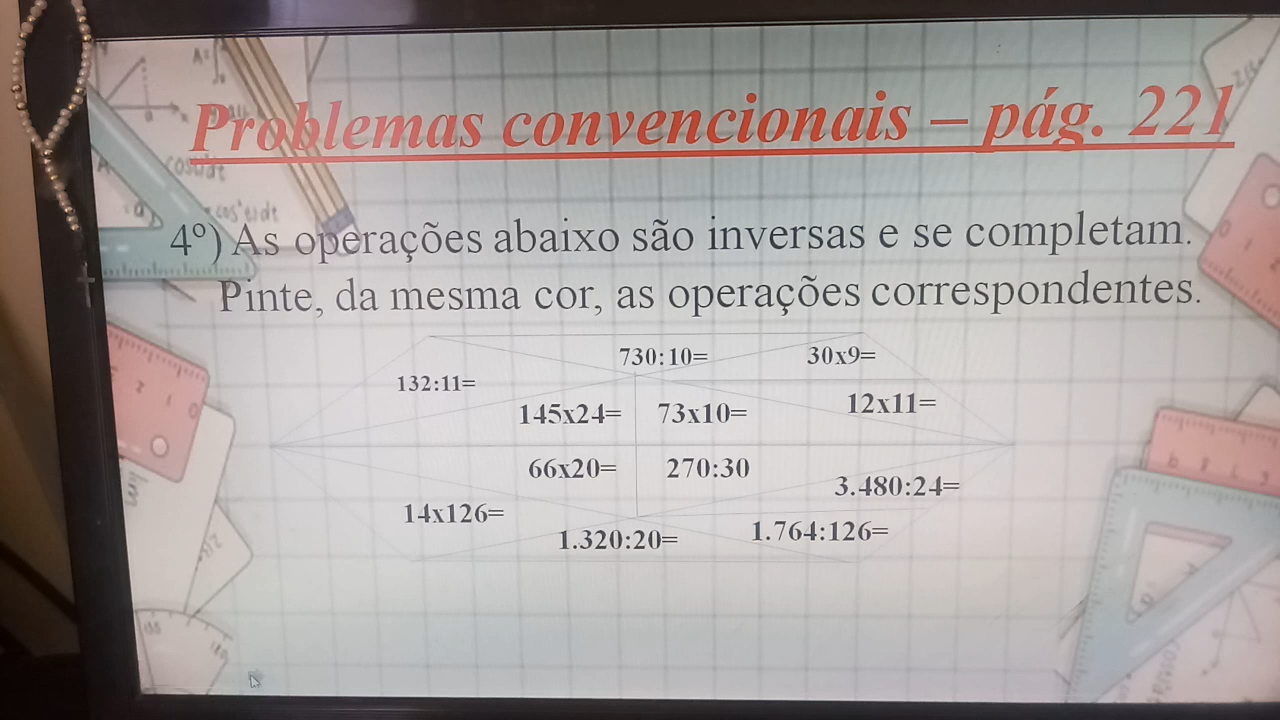 Problemas convencionais – pág. 221
4º) As operações abaixo são inversas e se completam.
Pinte, da mesma cor, as operações correspondentes.
730:10=
30x9=
132:11=
145x24=
73x10=
12x11=
66x20=
270:30
3.480:24=
14x126=
1.320:20=
1.764:126=